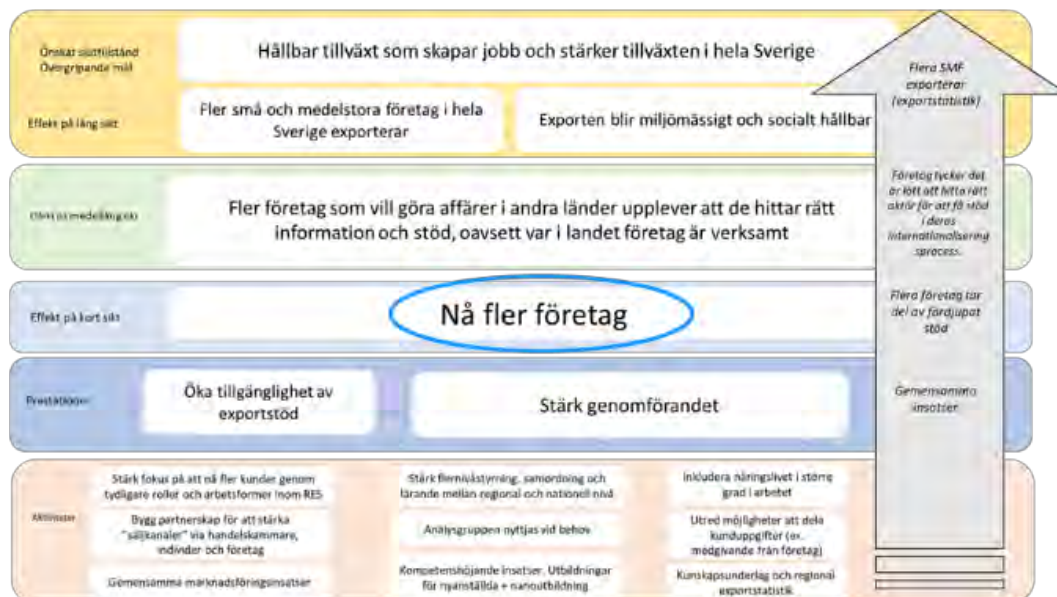 Önskat sluttillstånd
Övergripande mål
Hållbar tillväxt som skapar jobb och stärker tillväxten i hela Sverige
Effekt på lång sikt
Fler små och medelstora företag i hela
Sverige exporterar
Exporten blir miljömässigt och socialt hållbar
Flera SMF
exporterar
(exportstatistik)
på medellång sikt
Fler företag som vill göra affärer i andra länder upplever att de hittar rätt
information och stöd, oavsett var i landet företag är verksamt
Företag tycker det
är lätt att hitta rätt
aktör för att få stöd
i deras
internationalisering
sprocess.
Effekt på kort sikt
Nå fler företag
Flera företag tar
del av fördjupat
stöd
Prestationer
Öka tillgänglighet av
exportstöd
Stärk genomförandet
Gemensamma
insatser
Aktiviteter
Stärk fokus på att nå fler kunder genom
tydligare roller och arbetsformer inom RES
Bygg partnerskap för att stärka
"säljkanaler" via handelskammare,
individer och företag
Gemensamma marknadsföringsinsatser
Stärk flernivåstyrning, samordning och
lärande mellan regional och nationell nivå
Analysgruppen nyttjas vid behov
Kompetenshöjande insatser. Utbildningar
för nyanställda + nanoutbildning
Inkludera näringslivet i större
grad i arbetet
Utred möjligheter att dela
kunduppgifter (ex.
medgivande från företag)
Kunskapsunderlag och regional
exportstatistik